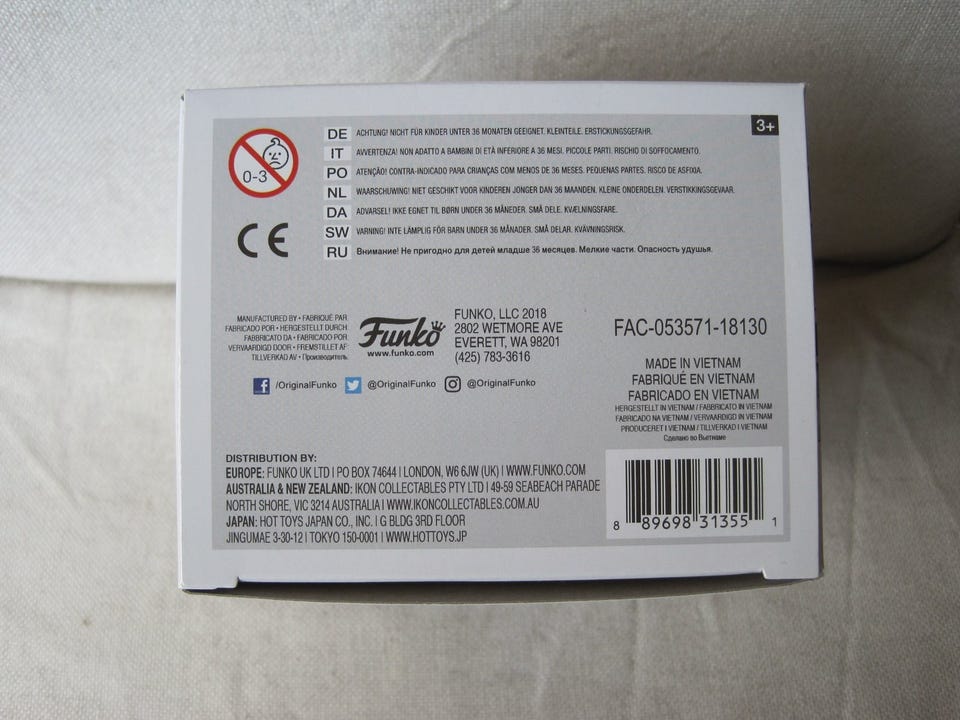 3+
0-3
DE ACHTUNG! NICHT FÜR KINDER UNTER 36 MONATEN GEEIGNET. KLEINTEILE. ERSTICKUNGSGEFAHR.
IT AVVERTENZA! NON ADATTO A BAMBINI DI ETÀ INFERIORE A 36 MESI. PICCOLE PARTI. RISCHIO DI SOFFOCAMENTO.
PO ATENÇÃO! CONTRA-INDICADO PARA CRIANÇAS COM MENOS DE 36 MESES. PEQUENAS PARTES. RISCO DE ASFIXIA.
NL WAARSCHUWING! NIET GESCHIKT VOOR KINDEREN JONGER DAN 36 MAANDEN. KLEINE ONDERDELEN. VERSTIKKINGSGEVAAR.
DA ADVARSEL! IKKE EGNET TIL BØRN UNDER 36 MÅNEDER. SMÅ DELE. KVÆLNINGSFARE.
SW VARNING! INTE LÄMPLIG FÖR BARN UNDER 36 MÅNADER. SMÅ DELAR. KVÄVNINGSRISK.
RU Внимание! Не пригодно для детей младше 36 месяцев. Мелкие части. Опасность удушья.
CE
MANUFACTURED BY • FABRIQUÉ PAR
FABRICADO POR • HERGESTELLT DURCH
FABBRICATO DA • FABRICADO POR
VERVAARDIGD DOOR • FREMSTILLET AF
TILLVERKAD AV • Производитель
Funko
www.funko.com
FUNKO, LLC 2018
2802 WETMORE AVE
EVERETT, WA 98201
(425) 783-3616
/OriginalFunko @OriginalFunko @OriginalFunko
FAC-053571-18130
MADE IN VIETNAM
FABRIQUÉ EN VIETNAM
FABRICADO EN VIETNAM
HERGESTELLT IN VIETNAM / FABBRICATO IN VIETNAM
FABRICADO NA VIETNAM / VERVAARDIGD IN VIETNAM
PRODUCERET I VIETNAM / TILLVERKAD I VIETNAM
Сделано во Вьетнаме
DISTRIBUTION BY:
EUROPE: FUNKO UK LTD | PO BOX 74644 | LONDON, W6 6JW (UK) | WWW.FUNKO.COM
AUSTRALIA & NEW ZEALAND: IKON COLLECTABLES PTY LTD | 49-59 SEABEACH PARADE
NORTH SHORE, VIC 3214 AUSTRALIA | WWW.IKONCOLLECTABLES.COM.AU
JAPAN: HOT TOYS JAPAN CO., INC. | G BLDG 3RD FLOOR
JINGUMAE 3-30-12 | TOKYO 150-0001 | WWW.HOTTOYS.JP
8 89698 31355 1